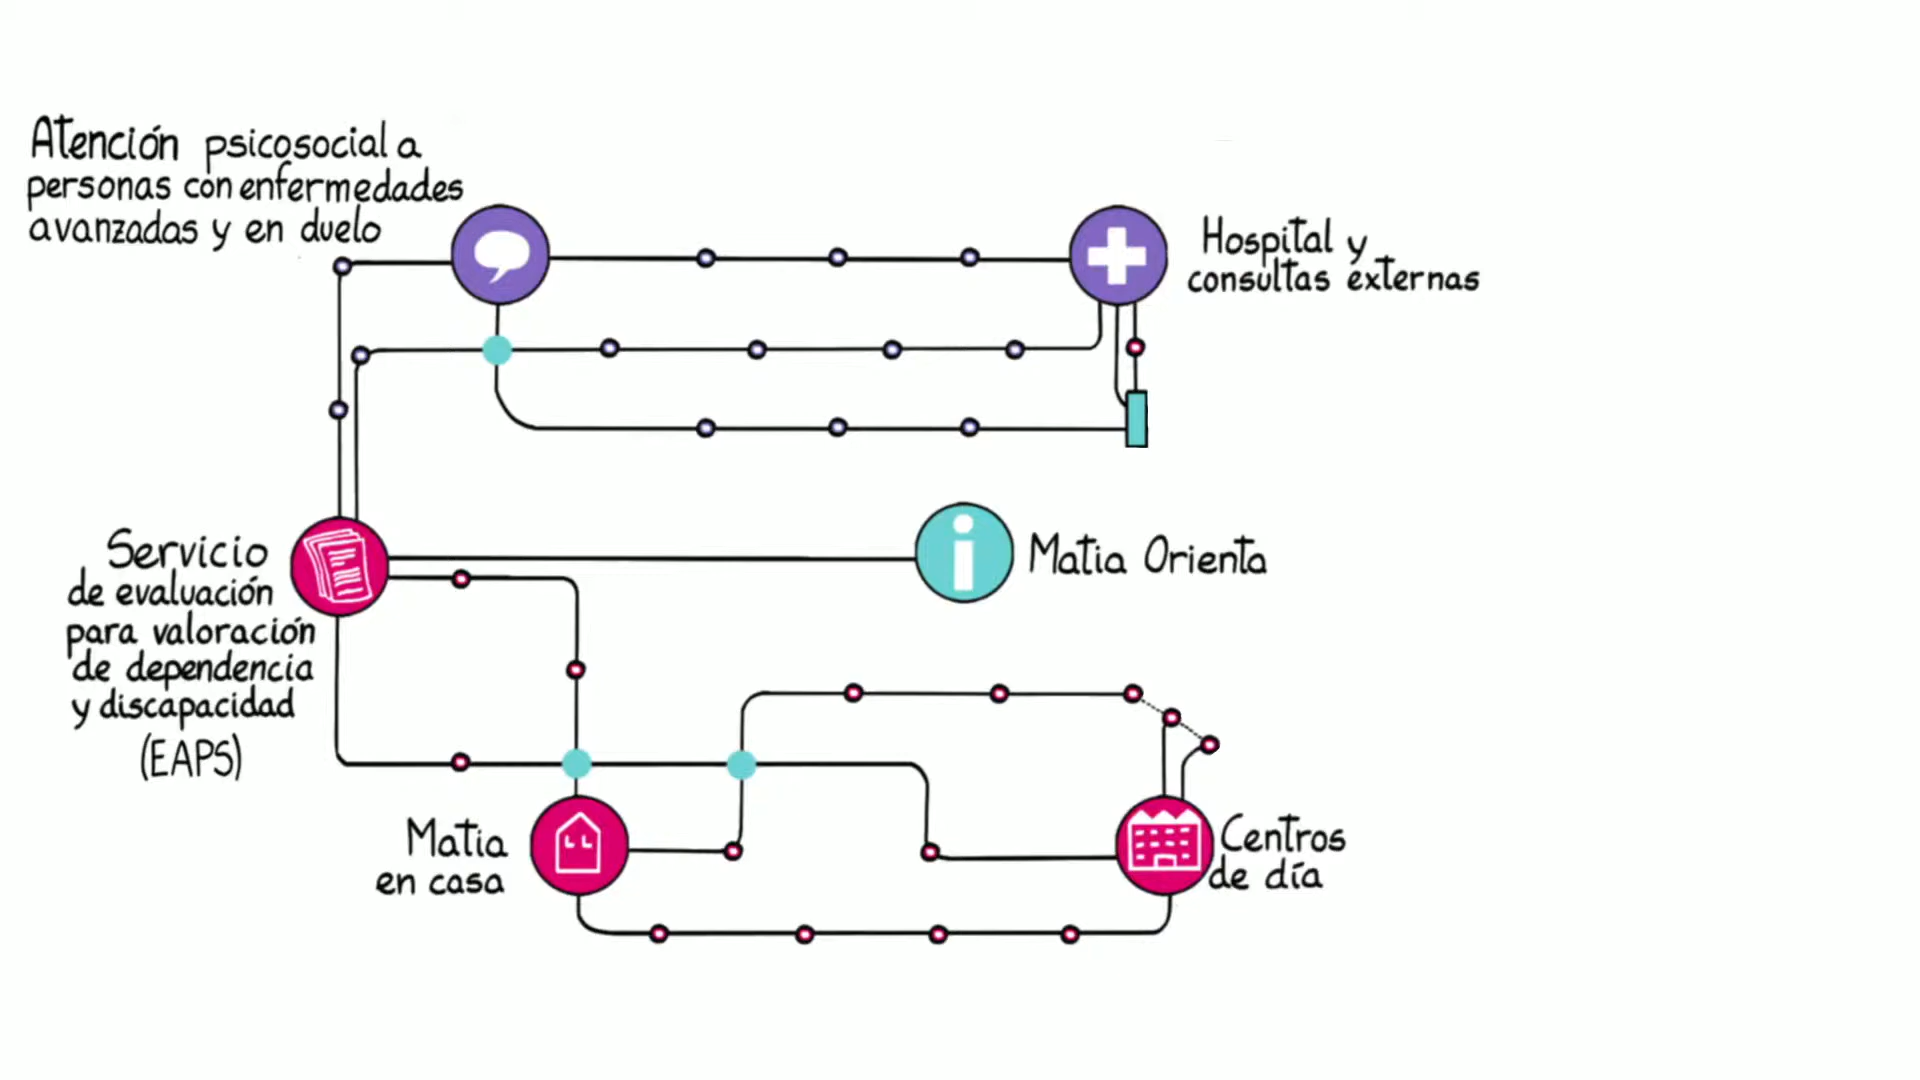 Atención psicosocial a
personas con enfermedades
avanzadas y en duelo
Hospital y
consultas externas
Servicio
de evaluación
para valoración
de dependencia
y discapacidad
(EAPS)
Matia Orienta
Matia
en casa
Centros
de día